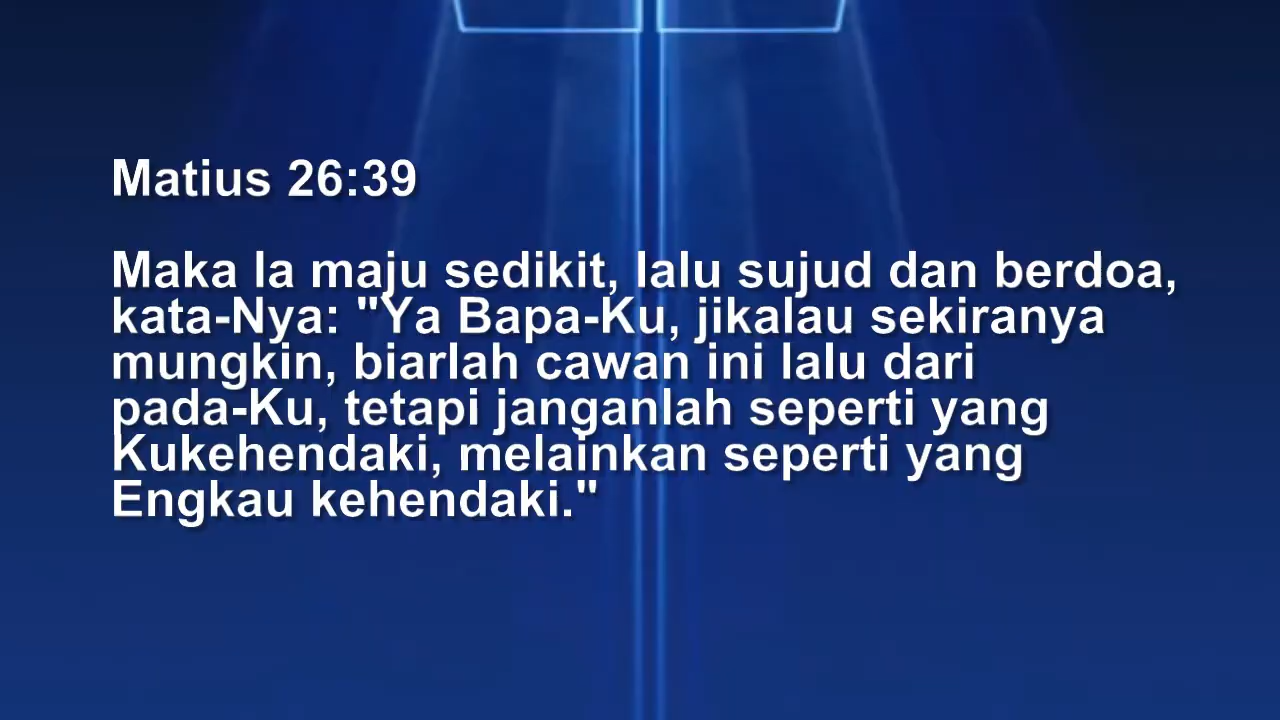 Matius 26:39
Maka Ia maju sedikit, lalu sujud dan berdoa,
kata-Nya: "Ya Bapa-Ku, jikalau sekiranya
mungkin, biarlah cawan ini lalu dari
pada-Ku, tetapi janganlah seperti yang
Kukehendaki, melainkan seperti yang
Engkau kehendaki."